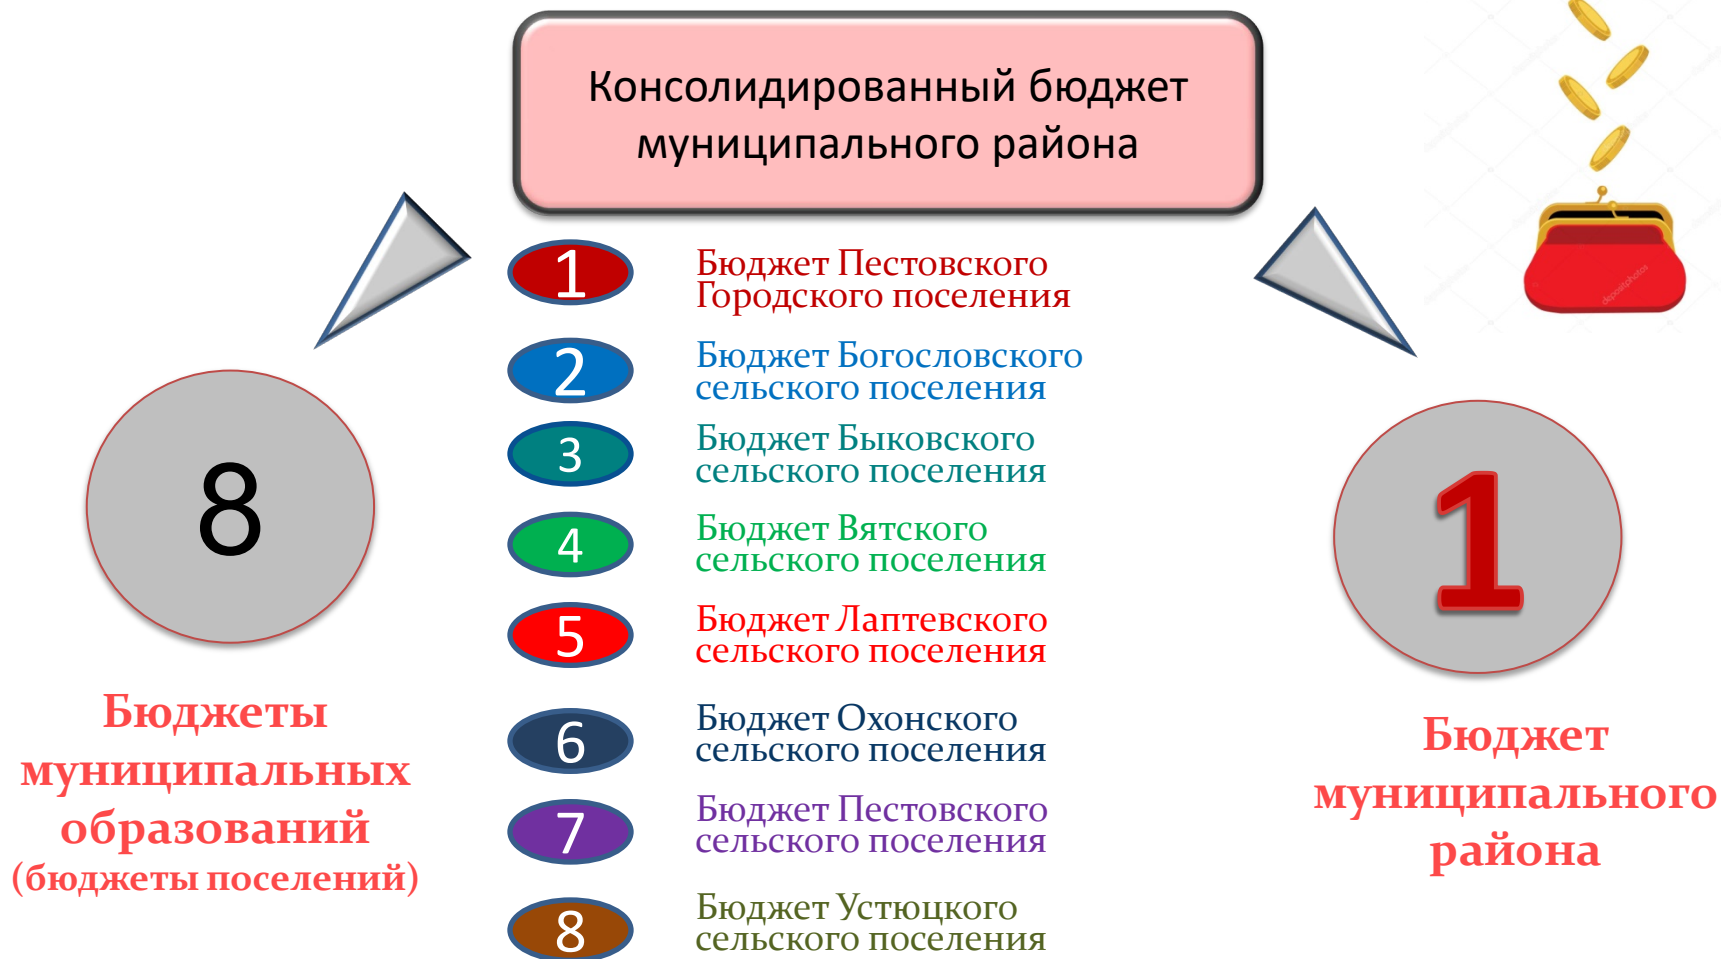 Консолидированный бюджет
муниципального района
1
Бюджет Пестовского
Городского поселения
2
Бюджет Богословского
сельского поселения
3
Бюджет Быковского
сельского поселения
4
Бюджет Вятского
сельского поселения
5
Бюджет Лаптевского
сельского поселения
6
Бюджет Охонского
сельского поселения
7
Бюджет Пестовского
сельского поселения
8
Бюджет Устюцкого
сельского поселения
8
Бюджеты
муниципальных
образований
(бюджеты поселений)
1
Бюджет
муниципального
района
depositphotos